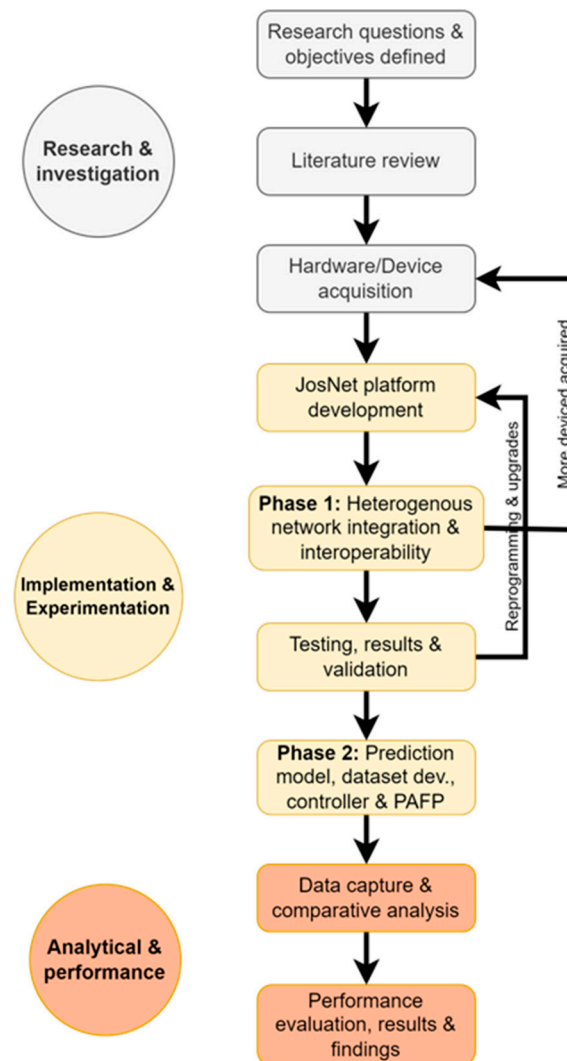 Research questions &
objectives defined
Research &
investigation
Literature review
Hardware/Device
acquisition
More deviced acquired
JosNet platform
development
Reprogramming & upgrades
Phase 1: Heterogenous
network integration &
interoperability
Implementation &
Experimentation
Testing, results &
validation
Phase 2: Prediction
model, dataset dev.,
controller & PAFP
Data capture &
comparative analysis
Analytical &
performance
Performance
evaluation, results &
findings